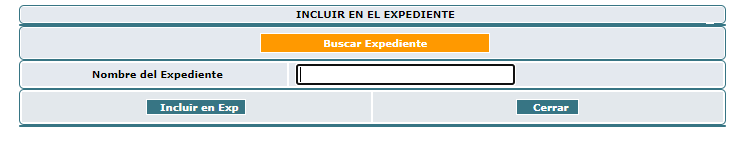 INCLUIR EN EL EXPEDIENTE
Buscar Expediente
Nombre del Expediente
Incluir en Exp
Cerrar